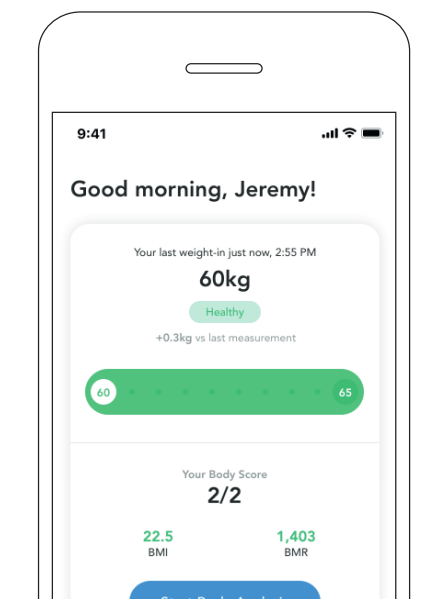 9:41
Good morning, Jeremy!
Your last weight-in just now, 2:55 PM
60kg
Healthy
+0.3kg vs last measurement
60 65
Your Body Score
2/2
22.5 1,403
BMI BMR